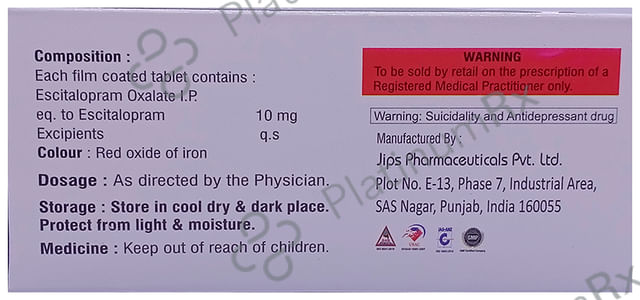 Composition :
Each film coated tablet contains :
Escitalopram Oxalate I.P.
eq. to Escitalopram 10 mg
Excipients q.s
Colour : Red oxide of iron
Dosage : As directed by the Physician.
Storage : Store in cool dry & dark place.
Protect from light & moisture.
Medicine : Keep out of reach of children.
WARNING
To be sold by retail on the prescription of a
Registered Medical Practitioner only.
Warning: Suicidality and Antidepressant drug
Manufactured By :
Jips Pharmaceuticals Pvt. Ltd.
Plot No. E-13, Phase 7, Industrial Area,
SAS Nagar, Punjab, India 160055
PlatinumRx